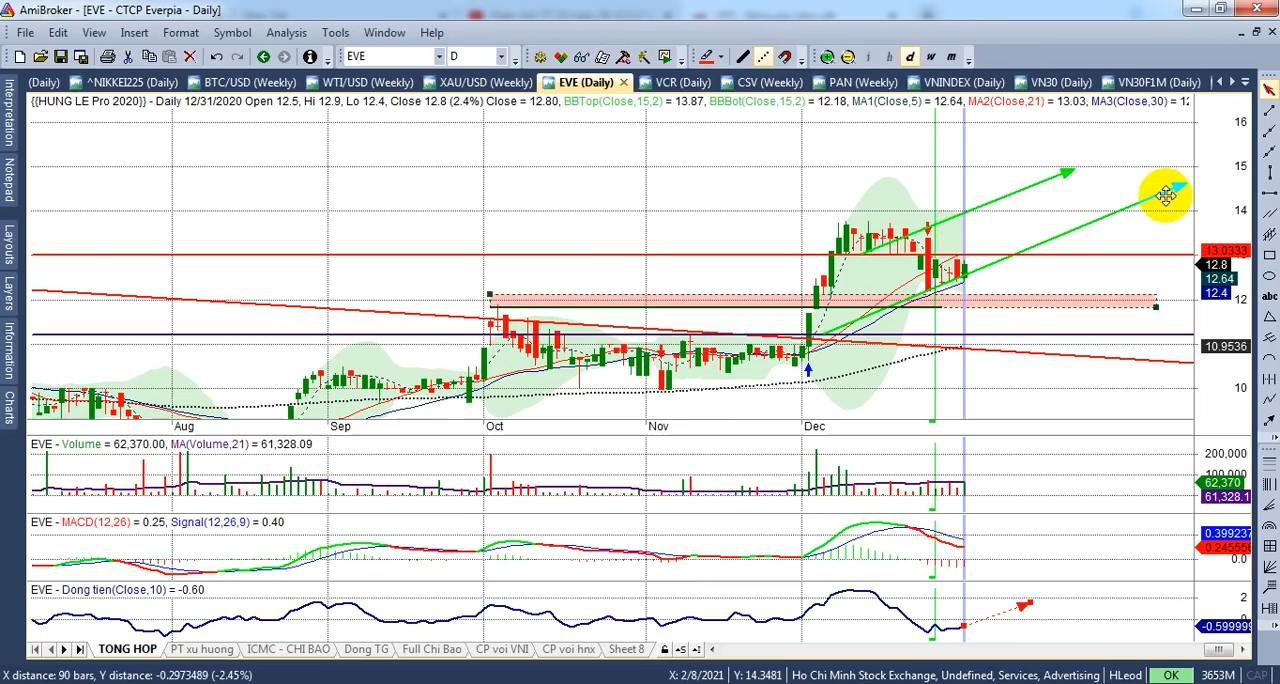 AmiBroker - [EVE - CTCP Everpia - Daily]
File Edit View Insert Format Symbol Analysis Tools Window Help
EVE D i h d w m
(Daily) ^NIKKEI225 (Daily) BTC/USD (Weekly) WTI/USD (Weekly) XAU/USD (Weekly) EVE (Daily) VCR (Daily) CSV (Weekly) PAN (Weekly) VNINDEX (Daily) VN30 (Daily) VN30F1M (Daily)
{{HUNG LE Pro 2020}} - Daily 12/31/2020 Open 12.5, Hi 12.9, Lo 12.4, Close 12.8 (2.4%) Close = 12.80, BBTop(Close,15,2) = 13.87, BBBot(Close,15,2) = 12.18, MA1(Close,5) = 12.64, MA2(Close,21) = 13.03, MA3(Close,30) = 12
Interpretation
Notepad
Layouts
Layers
Information
Charts
abc
16
15
14
13.0333
12.8
12.64
12.4
12
10.9536
10
Aug Sep Oct Nov Dec
EVE - Volume = 62,370.00, MA(Volume,21) = 61,328.09
200,000
100,000
62,370
61,328.1
EVE - MACD(12,26) = 0.25, Signal(12,26,9) = 0.40
0.399237
0.245555
0.0
EVE - Dong tien(Close,10) = -0.60
2
-0.599999
TONG HOP PT xu huong ICMC - CHI BAO Dong TG Full Chi Bao CP voi VNI CP voi hnx Sheet 8
X distance: 90 bars, Y distance: -0.2973489 (-2.45%) X: 2/8/2021 Y: 14.3481 Ho Chi Minh Stock Exchange, Undefined, Services, Advertising HLeod OK 3653M CAP